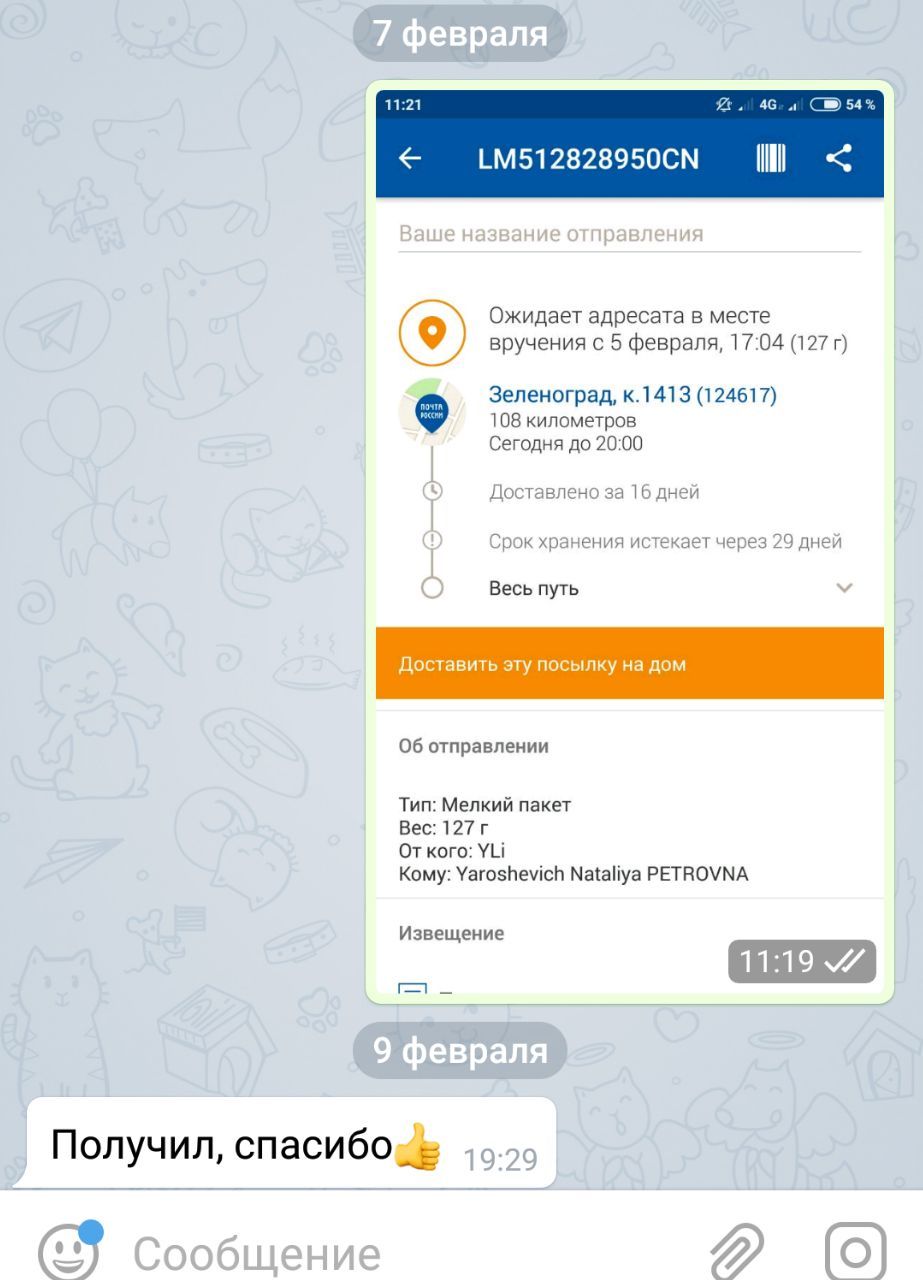 7 февраля
11:21
4G
54 %
LM512828950CN
Ваше название отправления
Ожидает адресата в месте
вручения с 5 февраля, 17:04 (127 г)
ПОЧТА
РОССИИ
Зеленоград, к.1413 (124617)
108 километров
Сегодня до 20:00
Доставлено за 16 дней
Срок хранения истекает через 29 дней
Весь путь
Доставить эту посылку на дом
Об отправлении
Тип: Мелкий пакет
Вес: 127 г
От кого: YLi
Кому: Yaroshevich Nataliya PETROVNA
Извещение
11:19
9 февраля
Получил, спасибо👍 19:29
Сообщение